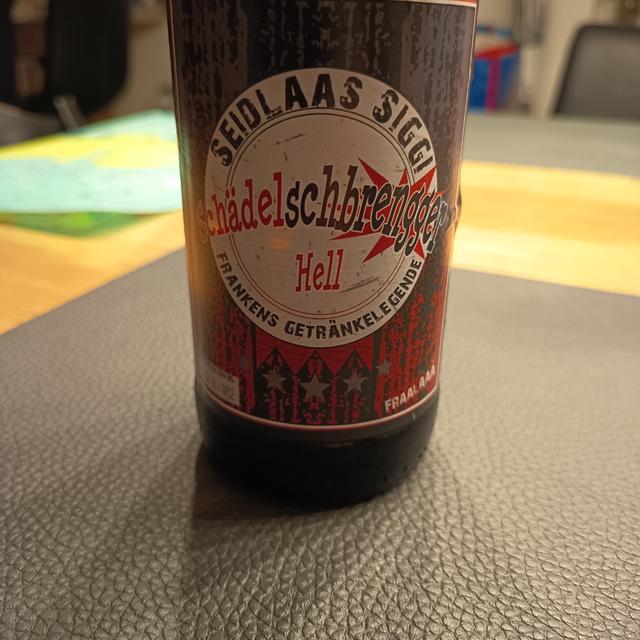 SEIDLAAS SIGGI
Schädelschbrengger
Hell
FRANKENS GETRÄNKELEGENDE
FRAALAAA